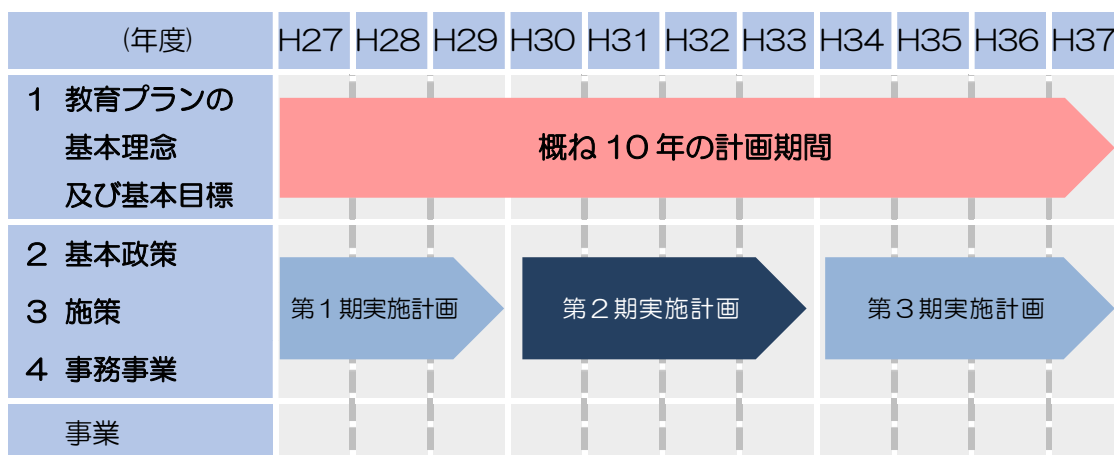 (年度) H27 H28 H29 H30 H31 H32 H33 H34 H35 H36 H37
1 教育プランの
基本理念
及び基本目標
概ね 10 年の計画期間
2 基本政策
3 施策
4 事務事業
第1期実施計画
第2期実施計画
第3期実施計画
事業